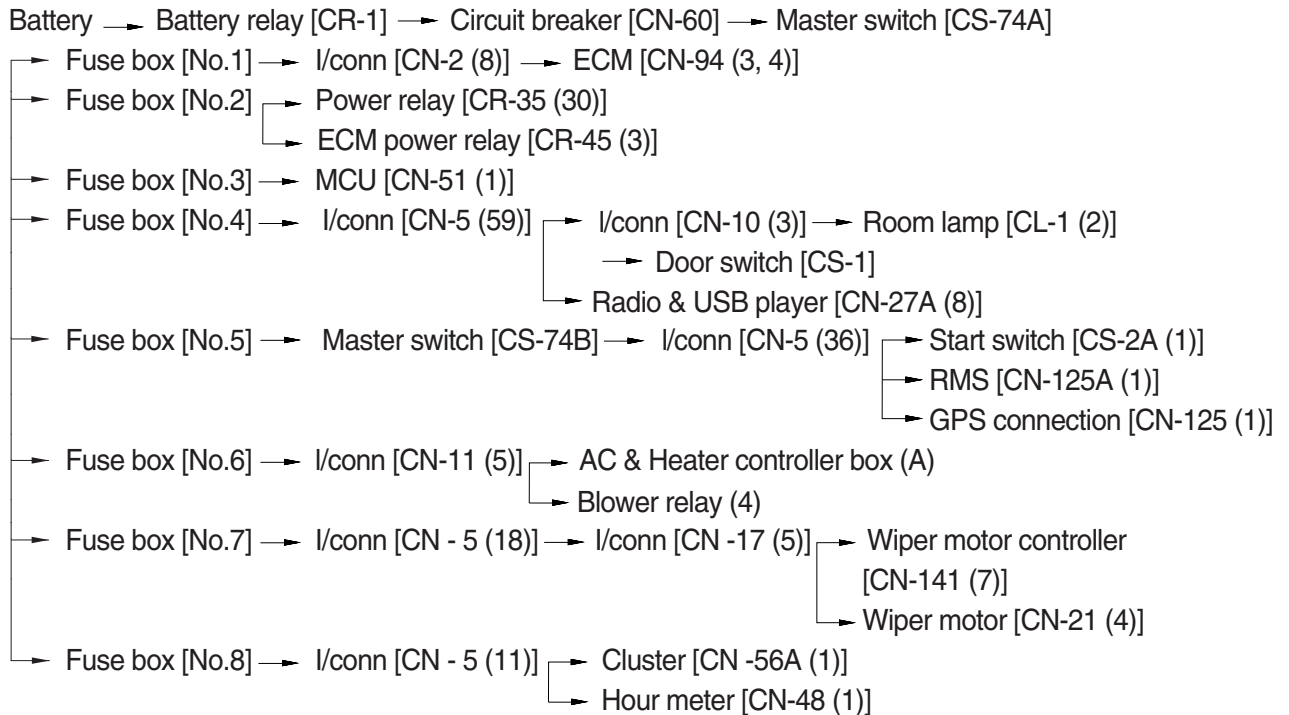 Battery → Battery relay [CR-1] → Circuit breaker [CN-60] → Master switch [CS-74A]
→ Fuse box [No.1] → I/conn [CN-2 (8)] → ECM [CN-94 (3, 4)]
→ Fuse box [No.2] → Power relay [CR-35 (30)]
→ ECM power relay [CR-45 (3)]
→ Fuse box [No.3] → MCU [CN-51 (1)]
→ Fuse box [No.4] → I/conn [CN-5 (59)] → I/conn [CN-10 (3)] → Room lamp [CL-1 (2)]
→ Door switch [CS-1]
→ Radio & USB player [CN-27A (8)]
→ Fuse box [No.5] → Master switch [CS-74B] → I/conn [CN-5 (36)] → Start switch [CS-2A (1)]
→ RMS [CN-125A (1)]
→ GPS connection [CN-125 (1)]
→ Fuse box [No.6] → I/conn [CN-11 (5)] → AC & Heater controller box (A)
→ Blower relay (4)
→ Fuse box [No.7] → I/conn [CN - 5 (18)] → I/conn [CN -17 (5)] → Wiper motor controller
[CN-141 (7)]
→ Wiper motor [CN-21 (4)]
→ Fuse box [No.8] → I/conn [CN - 5 (11)] → Cluster [CN -56A (1)]
→ Hour meter [CN-48 (1)]